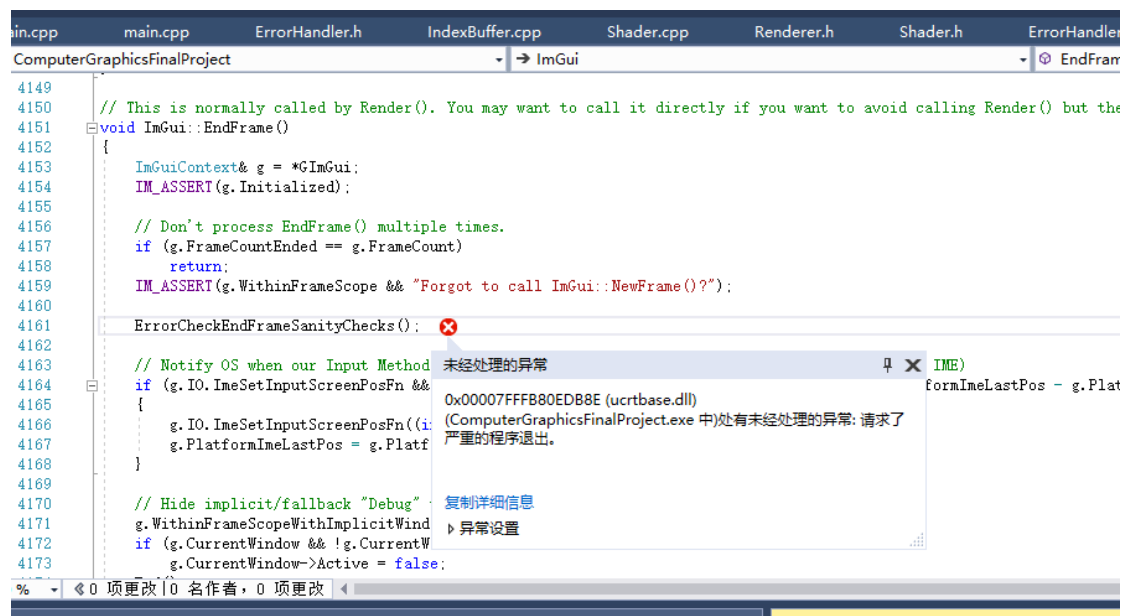 ain.cpp main.cpp ErrorHandler.h IndexBuffer.cpp Shader.cpp Renderer.h Shader.h ErrorHandler
ComputerGraphicsFinalProject → ImGui EndFram
4149
4150 // This is normally called by Render(). You may want to call it directly if you want to avoid calling Render() but the
4151 void ImGui::EndFrame()
4152 {
4153 ImGuiContext& g = *GImGui;
4154 IM_ASSERT(g.Initialized);
4155
4156 // Don't process EndFrame() multiple times.
4157 if (g.FrameCountEnded == g.FrameCount)
4158 return;
4159 IM_ASSERT(g.WithinFrameScope && "Forgot to call ImGui::NewFrame()?");
4160
4161 ErrorCheckEndFrameSanityChecks();
4162
4163 // Notify OS when our Input Method IME)
4164 if (g.IO.ImeSetInputScreenPosFn && formImeLastPos - g.Plat
4165 {
4166 g.IO.ImeSetInputScreenPosFn((i
4167 g.PlatformImeLastPos = g.Platf
4168 }
4169
4170 // Hide implicit/fallback "Debug"
4171 g.WithinFrameScopeWithImplicitWind
4172 if (g.CurrentWindow && !g.CurrentW
4173 g.CurrentWindow->Active = false;
未经处理的异常
0x00007FFFB80EDB8E (ucrtbase.dll)
(ComputerGraphicsFinalProject.exe 中)处有未经处理的异常: 请求了
严重的程序退出。
复制详细信息
异常设置
% 0 项更改|0 名作者, 0 项更改